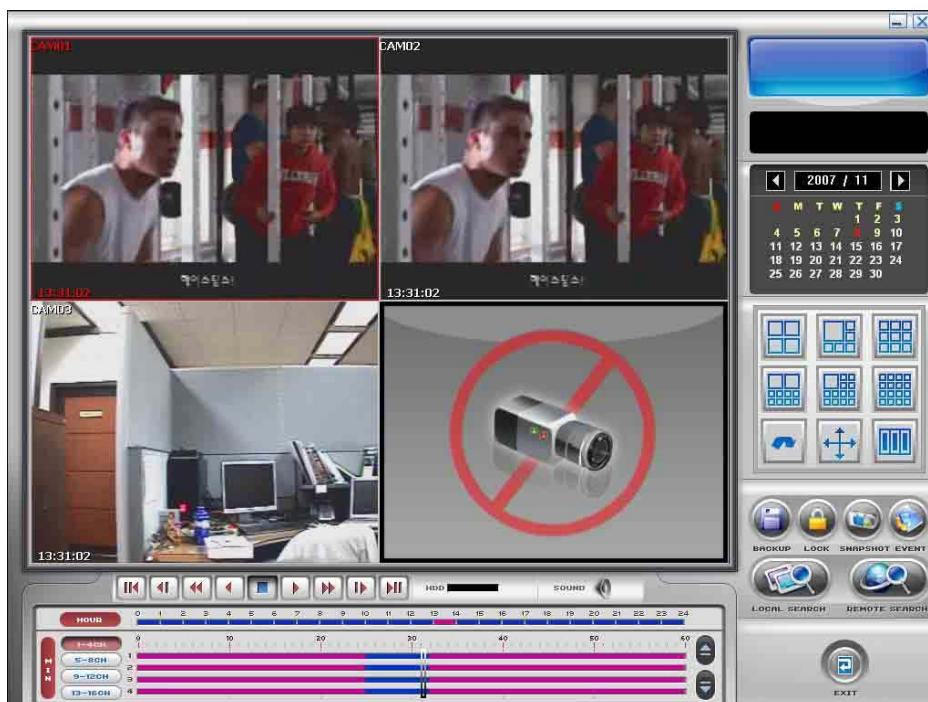 CAM01
CAM02
헤이스틸스!
헤이스틸스!
13:31:02
13:31:02
CAM03
13:31:02
2007 / 11
S M T W T F S
1 2 3
4 5 6 7 8 9 10
11 12 13 14 15 16 17
18 19 20 21 22 23 24
25 26 27 28 29 30
BACKUP LOCK SNAPSHOT EVENT
LOCAL SEARCH REMOTE SEARCH
EXIT
HDD
SOUND
HOUR
0 1 2 3 4 5 6 7 8 9 10 11 12 13 14 15 16 17 18 19 20 21 22 23 24
MIN
0 10 20 30 40 50 60
1-4CH
5-8CH
9-12CH
13-16CH
1
2
3
4